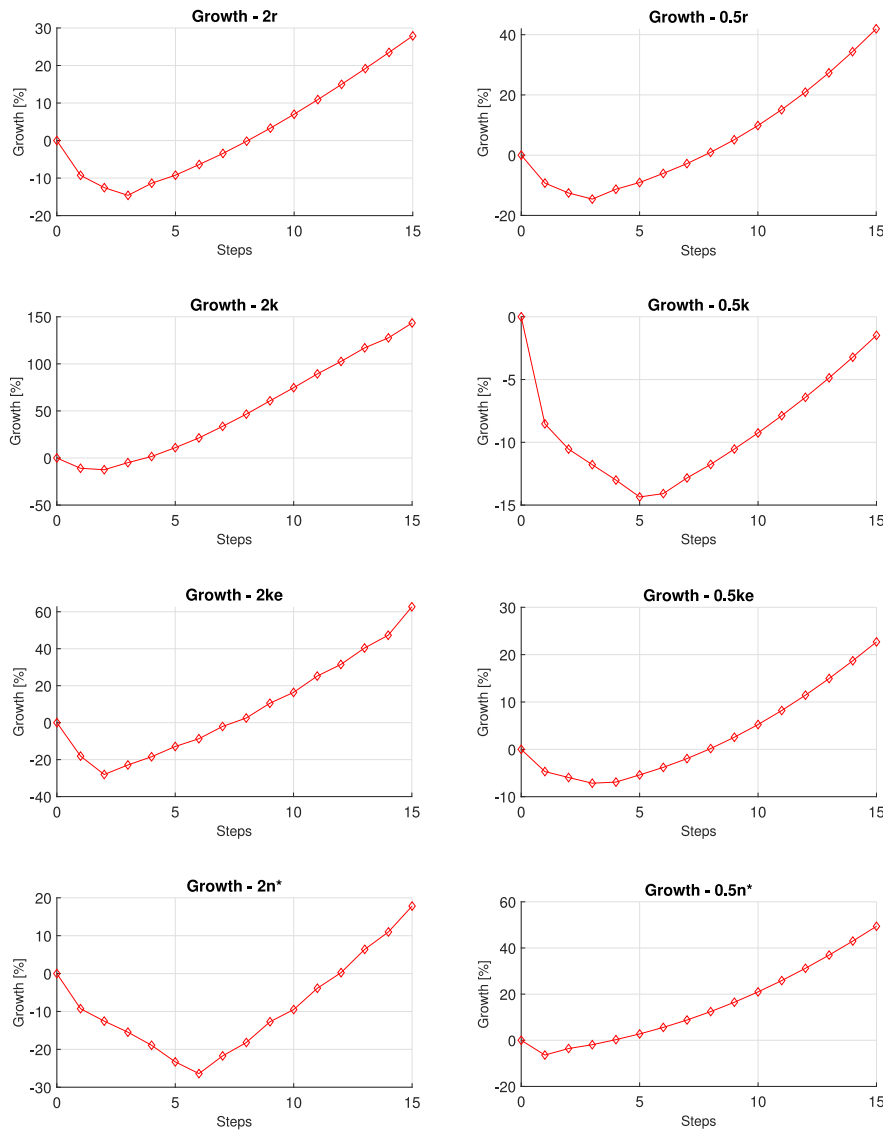 Growth - 2r
30
20
10
0
-10
-20
Growth [%]
0 5 10 15
Steps
Growth - 0.5r
40
20
0
-20
Growth [%]
0 5 10 15
Steps
Growth - 2k
150
100
50
0
-50
Growth [%]
0 5 10 15
Steps
Growth - 0.5k
0
-5
-10
-15
Growth [%]
0 5 10 15
Steps
Growth - 2ke
60
40
20
0
-20
-40
Growth [%]
0 5 10 15
Steps
Growth - 0.5ke
30
20
10
0
-10
Growth [%]
0 5 10 15
Steps
Growth - 2n*
20
10
0
-10
-20
-30
Growth [%]
0 5 10 15
Steps
Growth - 0.5n*
60
40
20
0
-20
Growth [%]
0 5 10 15
Steps